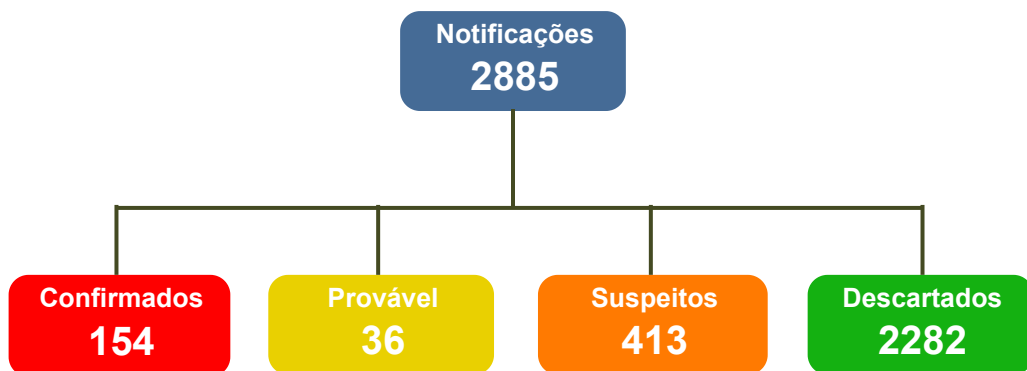 Notificações
2885
Confirmados
154
Provável
36
Suspeitos
413
Descartados
2282